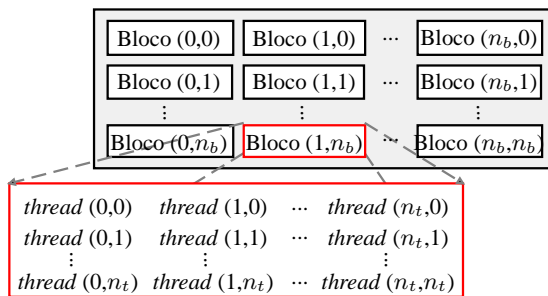 Bloco (0,0) Bloco (1,0) ··· Bloco (n_b,0)
Bloco (0,1) Bloco (1,1) Bloco (n_b,1)
⋮ ⋮ ⋮
Bloco (0,n_b) Bloco (1,n_b) ··· Bloco (n_b,n_b)
thread (0,0) thread (1,0) ··· thread (n_t,0)
thread (0,1) thread (1,1) ··· thread (n_t,1)
⋮ ⋮ ⋮
thread (0,n_t) thread (1,n_t) ··· thread (n_t,n_t)